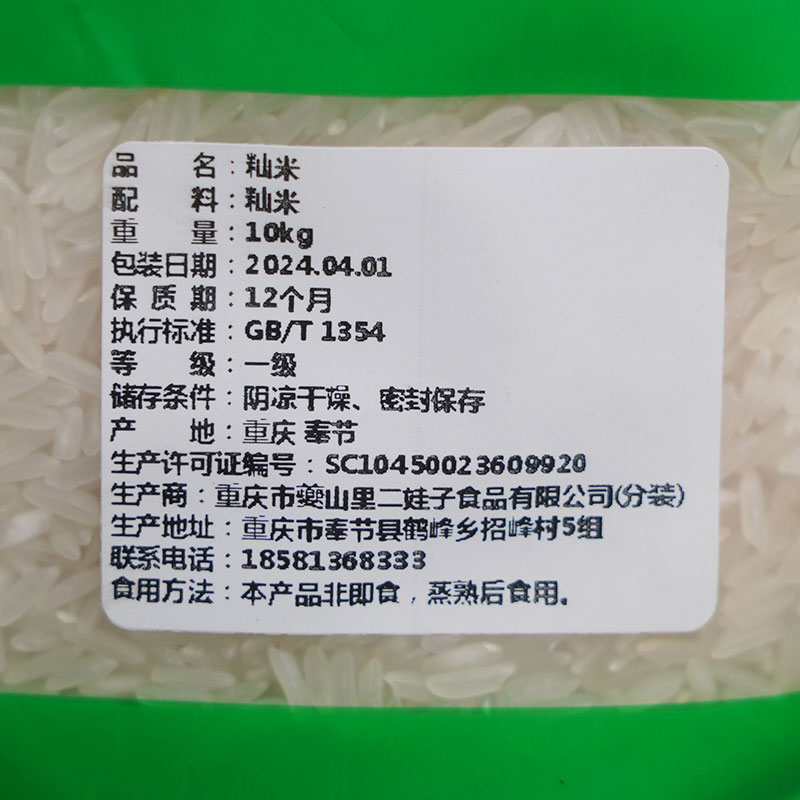 品 名：籼米
配 料：籼米
重 量：10kg
包装日期：2024.04.01
保 质 期：12个月
执行标准：GB/T 1354
等 级：一级
储存条件：阴凉干燥、密封保存
产 地：重庆 奉节
生产许可证编号：SC10450023609920
生产商：重庆市夔山里二娃子食品有限公司(分装)
生产地址：重庆市奉节县鹤峰乡招峰村5组
联系电话：18581368333
食用方法：本产品非即食，蒸熟后食用。